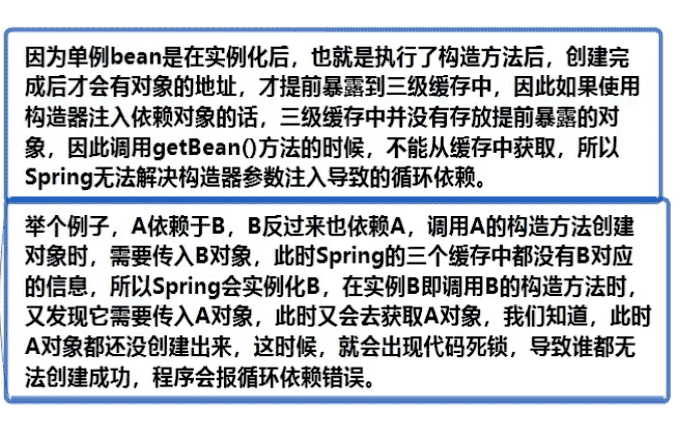 因为单例bean是在实例化后，也就是执行了构造方法后，创建完
成后才会有对象的地址，才提前暴露到三级缓存中，因此如果使用
构造器注入依赖对象的话，三级缓存中并没有存放提前暴露的对
象，因此调用getBean()方法的时候，不能从缓存中获取，所以
Spring无法解决构造器参数注入导致的循环依赖。
举个例子，A依赖于B，B反过来也依赖A，调用A的构造方法创建
对象时，需要传入B对象，此时Spring的三个缓存中都没有B对应
的信息，所以Spring会实例化B，在实例B即调用B的构造方法时，
又发现它需要传入A对象，此时又会去获取A对象，我们知道，此时
A对象都还没创建出来，这时候，就会出现代码死锁，导致谁都无
法创建成功，程序会报循环依赖错误。